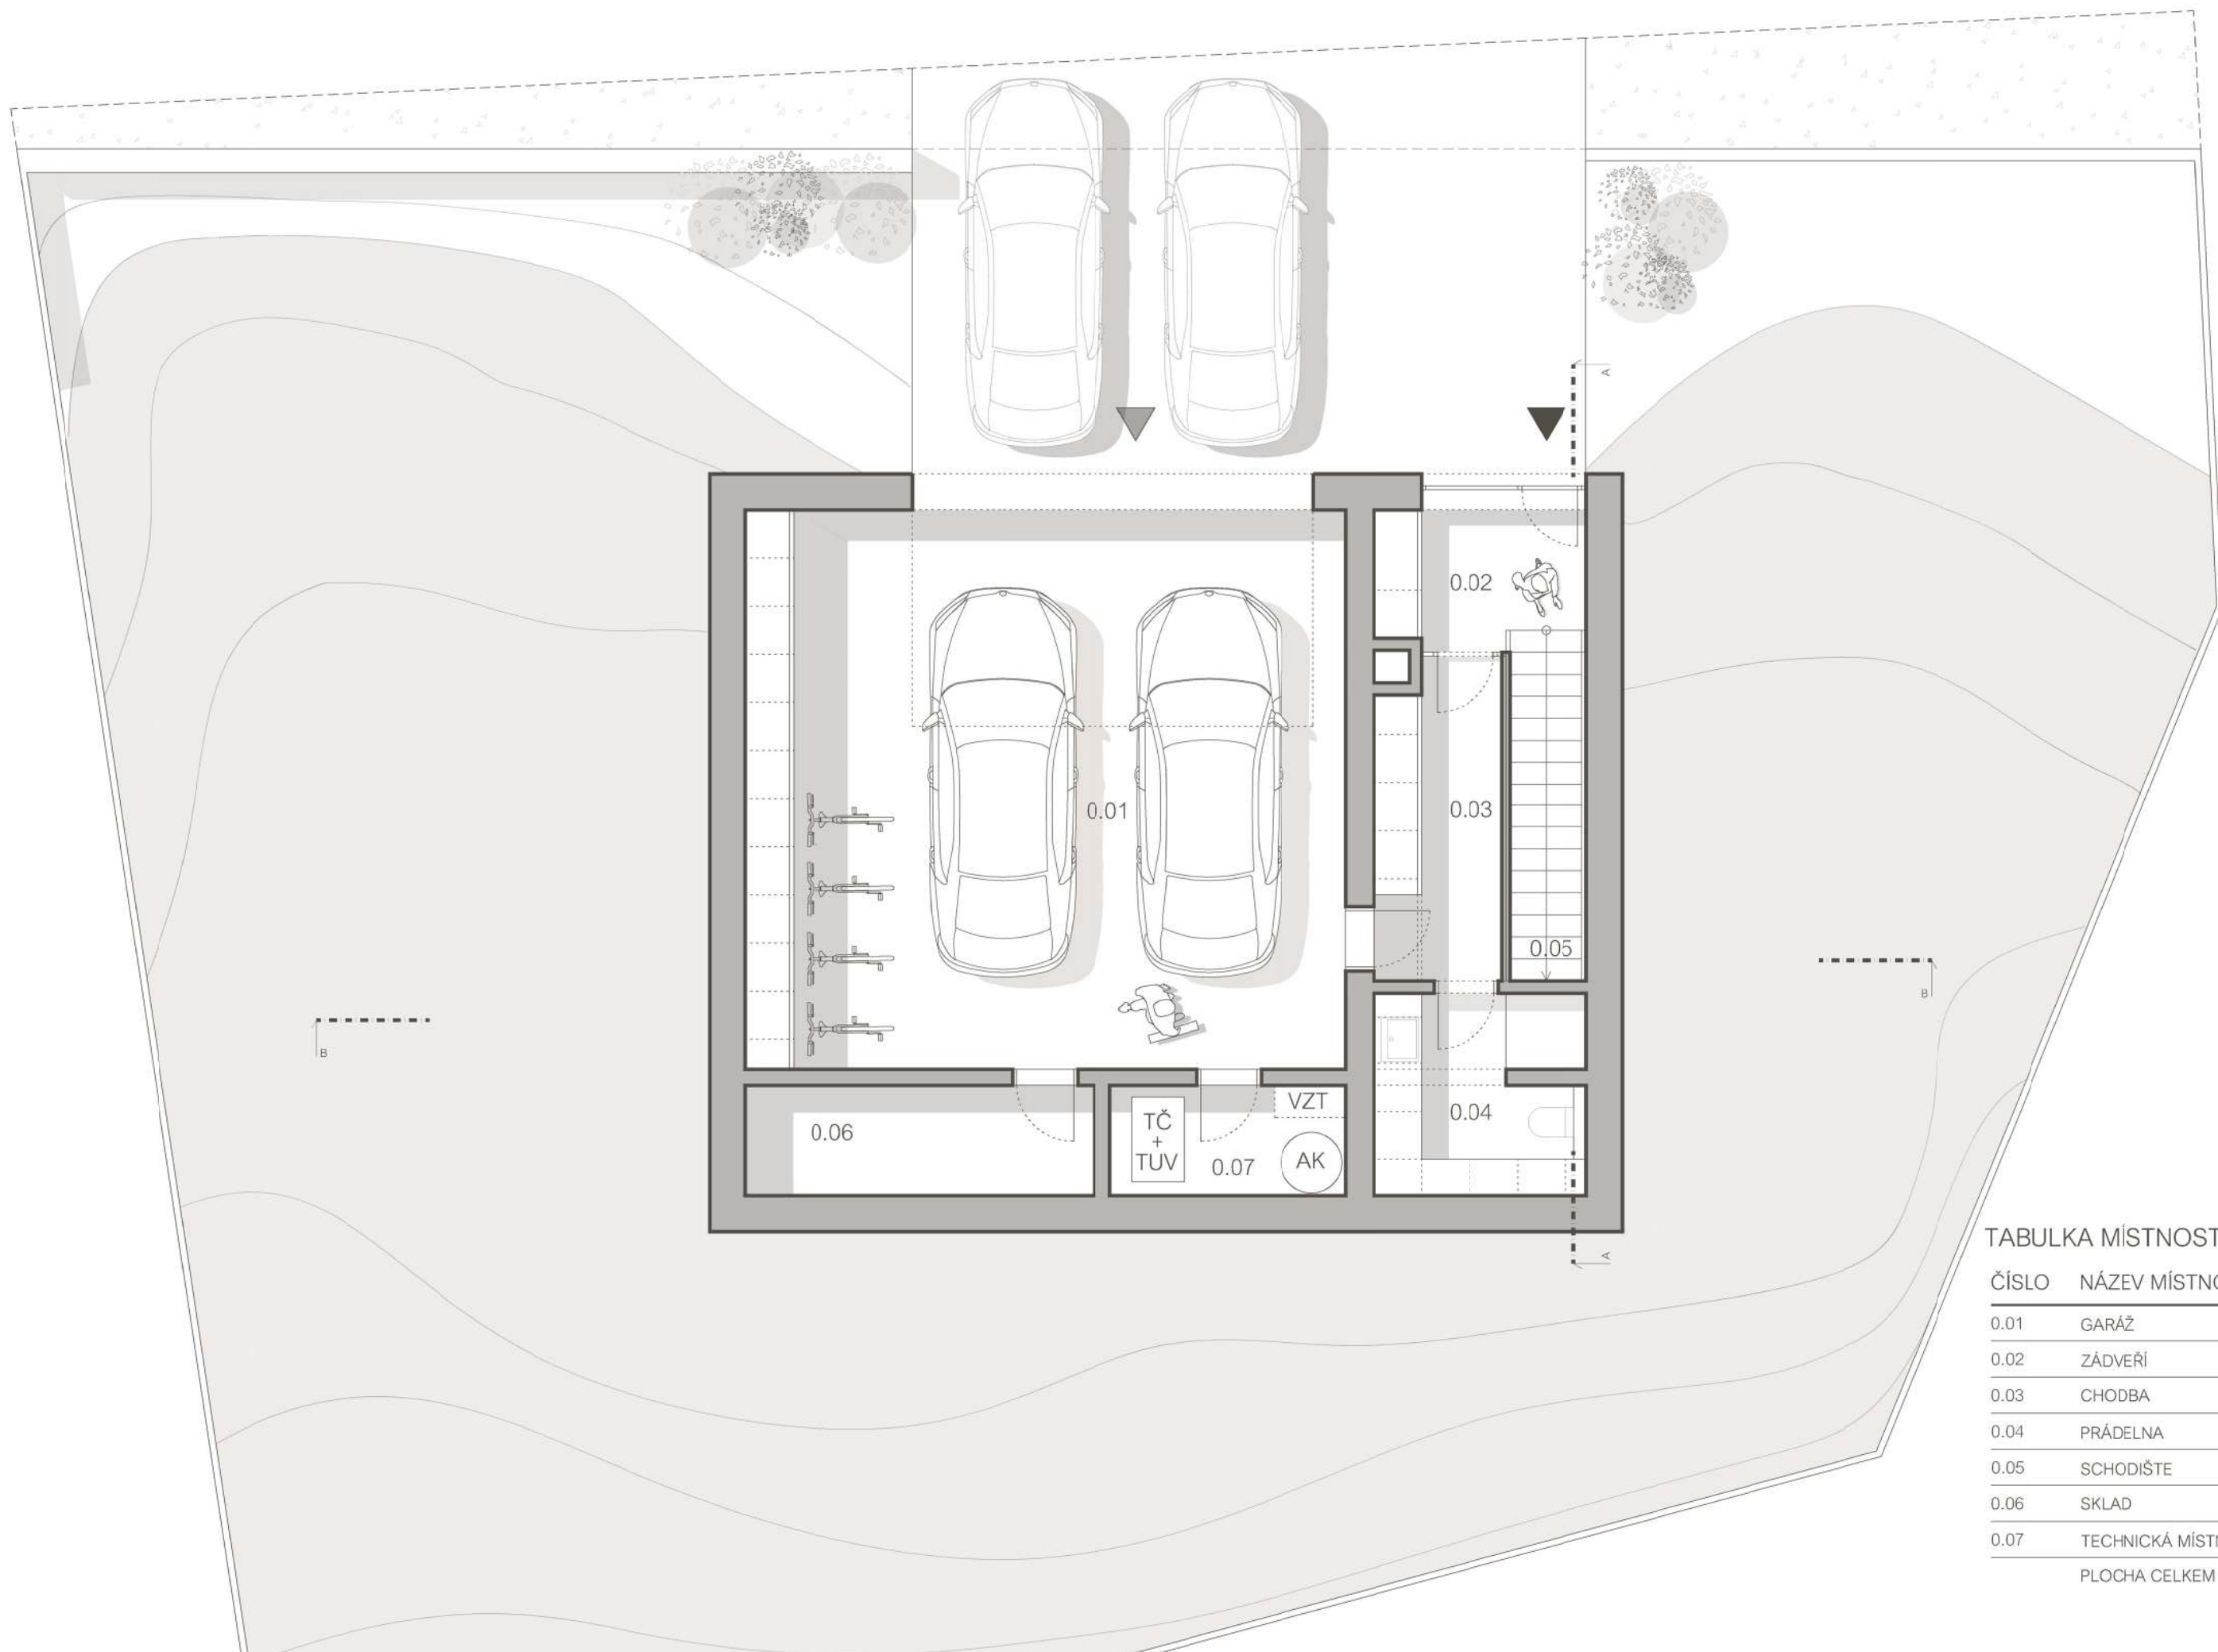 A
0.02
0.03
0.01
0.05
B
B
VZT
TČ
+
TUV
0.04
0.06
0.07
AK
A
TABULKA MÍSTNOST
ČÍSLO NÁZEV MÍSTNO
0.01 GARÁŽ
0.02 ZÁDVEŘÍ
0.03 CHODBA
0.04 PRÁDELNA
0.05 SCHODIŠTE
0.06 SKLAD
0.07 TECHNICKÁ MÍSTN
PLOCHA CELKEM